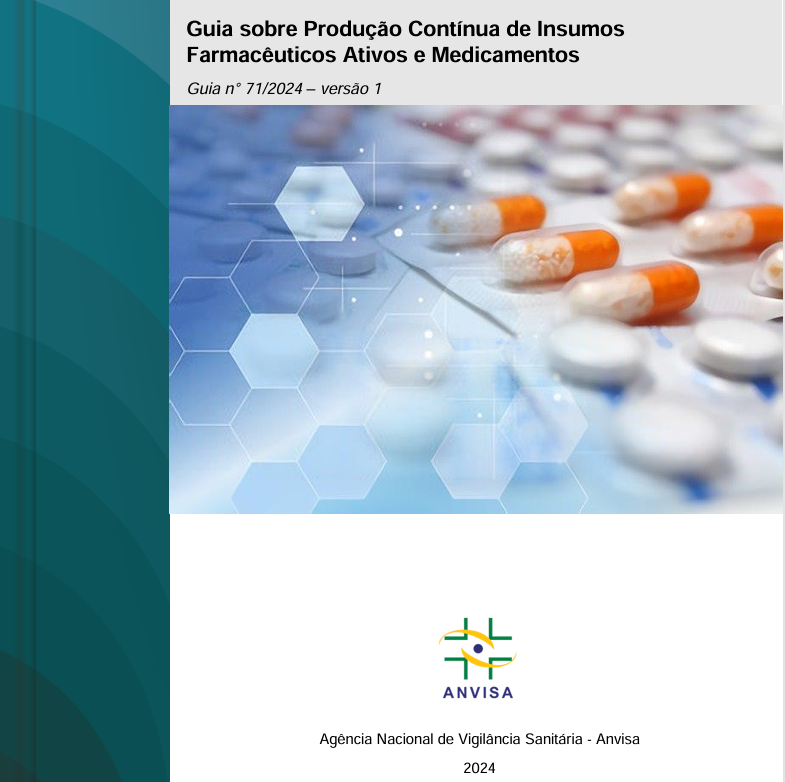 Guia sobre Produção Contínua de Insumos
Farmacêuticos Ativos e Medicamentos
Guia n° 71/2024 – versão 1
ANVISA
Agência Nacional de Vigilância Sanitária - Anvisa
2024